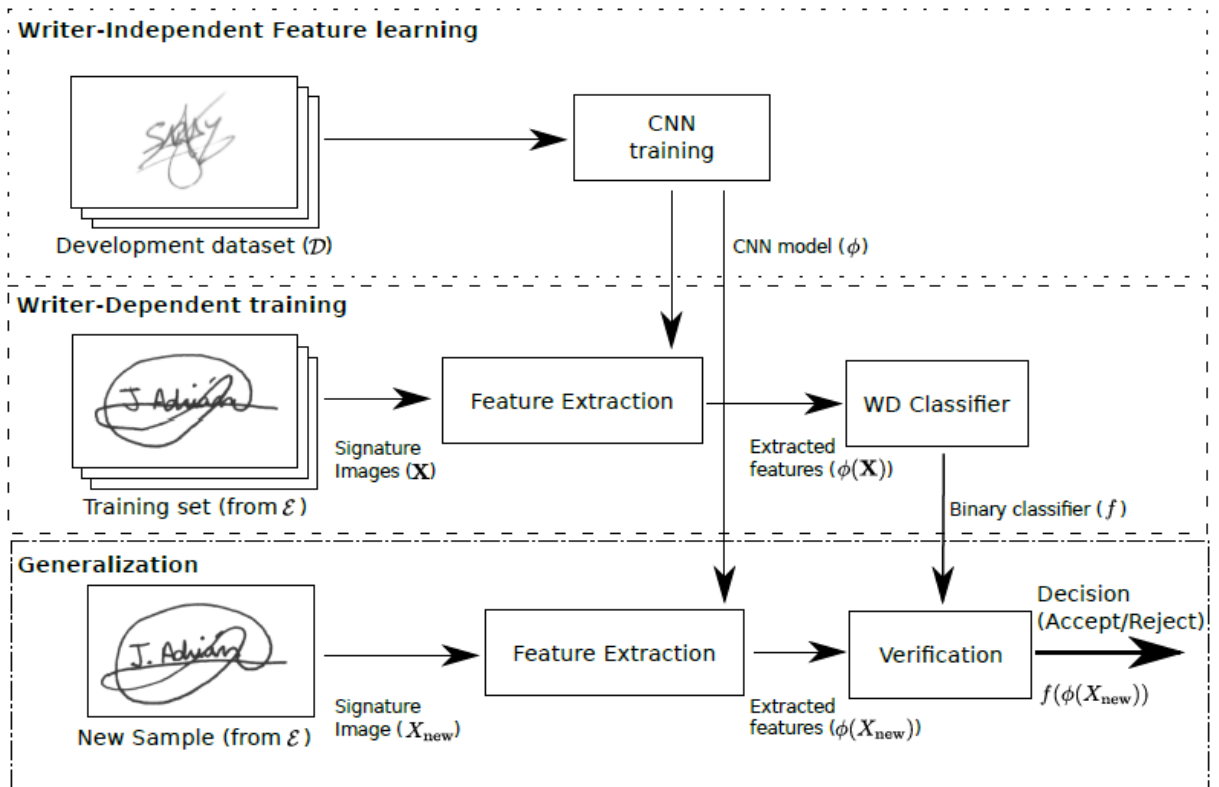 Writer-Independent Feature learning
CNN
training
Development dataset (𝒟)
CNN model (ϕ)
Writer-Dependent training
J. Adrián
Feature Extraction
WD Classifier
Signature
Images (𝐗)
Extracted
features (ϕ(𝐗))
Training set (from ℰ)
Binary classifier (f)
Generalization
J. Adrián
Feature Extraction
Verification
Decision
(Accept/Reject)
Signature
Image (X_new)
Extracted
features (ϕ(X_new))
f(ϕ(X_new))
New Sample (from ℰ)